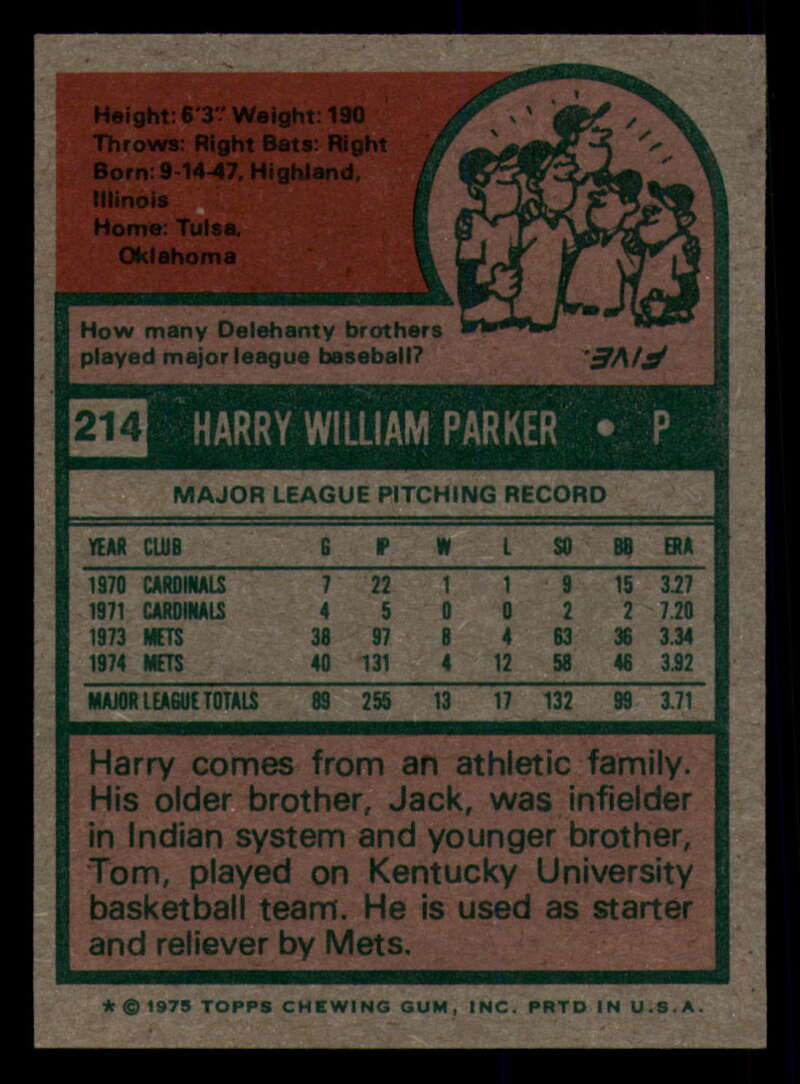 Height: 6'3" Weight: 190
Throws: Right Bats: Right
Born: 9-14-47, Highland,
Illinois
Home: Tulsa,
Oklahoma
How many Delehanty brothers
played major league baseball?
FIVE.
214 HARRY WILLIAM PARKER • P
MAJOR LEAGUE PITCHING RECORD
YEAR CLUB G IP W L SO BB ERA
1970 CARDINALS 7 22 1 1 9 15 3.27
1971 CARDINALS 4 5 0 0 2 2 7.20
1973 METS 38 97 8 4 63 36 3.34
1974 METS 40 131 4 12 58 46 3.92
MAJOR LEAGUE TOTALS 89 255 13 17 132 99 3.71
Harry comes from an athletic family.
His older brother, Jack, was infielder
in Indian system and younger brother,
Tom, played on Kentucky University
basketball team. He is used as starter
and reliever by Mets.
* © 1975 TOPPS CHEWING GUM, INC. PRTD IN U.S.A.